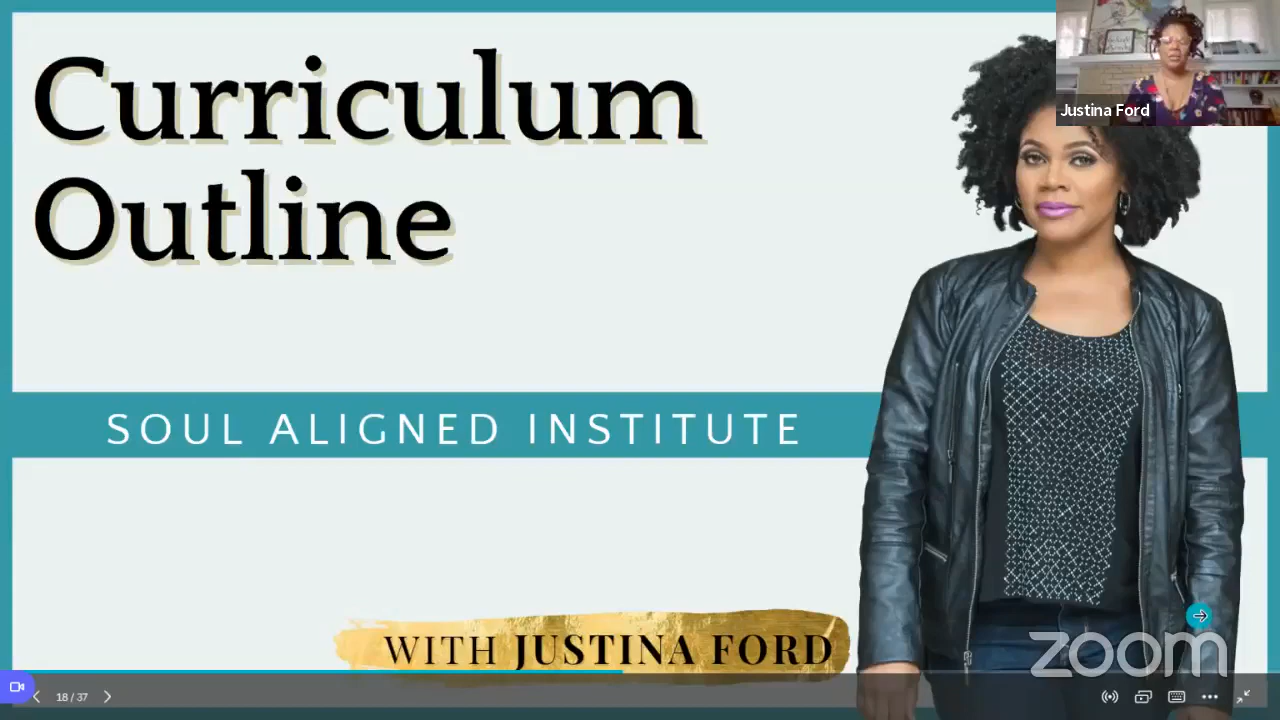 Curriculum
Outline
Justina Ford
SOUL ALIGNED INSTITUTE
WITH JUSTINA FORD
zoom
18 / 37